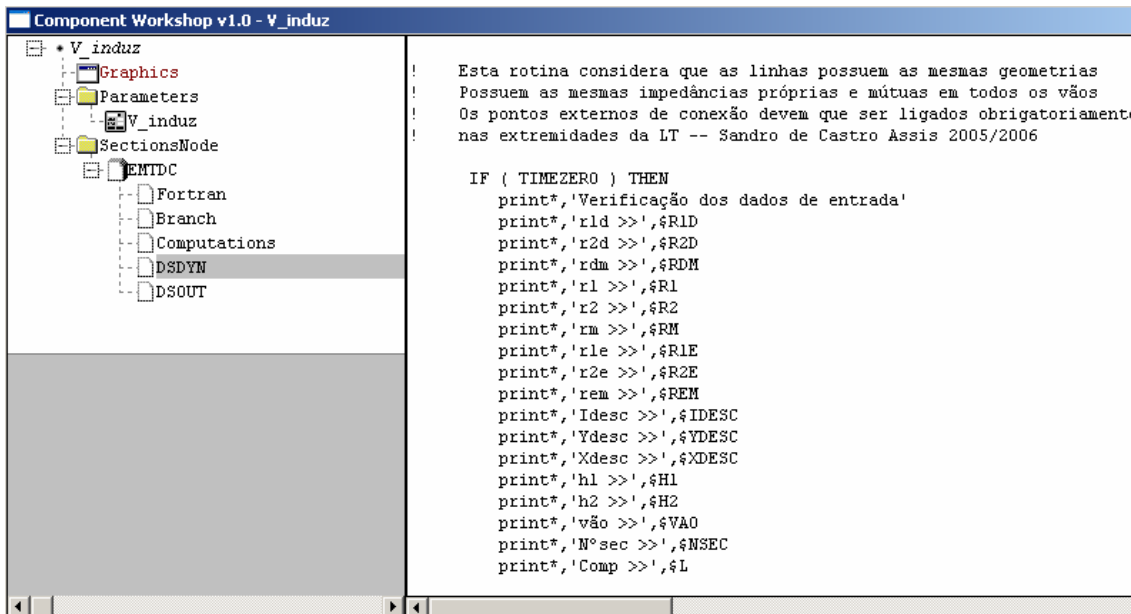 Component Workshop v1.0 - V_induz
V_induz
Graphics
Parameters
V_induz
SectionsNode
EMTDC
Fortran
Branch
Computations
DSDYN
DSOUT
! Esta rotina considera que as linhas possuem as mesmas geometrias
! Possuem as mesmas impedâncias próprias e mútuas em todos os vãos
! Os pontos externos de conexão devem que ser ligados obrigatoriamente
! nas extremidades da LT -- Sandro de Castro Assis 2005/2006
IF ( TIMEZERO ) THEN
print*,'Verificação dos dados de entrada'
print*,'r1d >>',$R1D
print*,'r2d >>',$R2D
print*,'rdm >>',$RDM
print*,'r1 >>',$R1
print*,'r2 >>',$R2
print*,'rm >>',$RM
print*,'r1e >>',$R1E
print*,'r2e >>',$R2E
print*,'rem >>',$REM
print*,'Idesc >>',$IDESC
print*,'Ydesc >>',$YDESC
print*,'Xdesc >>',$XDESC
print*,'h1 >>',$H1
print*,'h2 >>',$H2
print*,'vão >>',$VAO
print*,'N°sec >>',$NSEC
print*,'Comp >>',$L